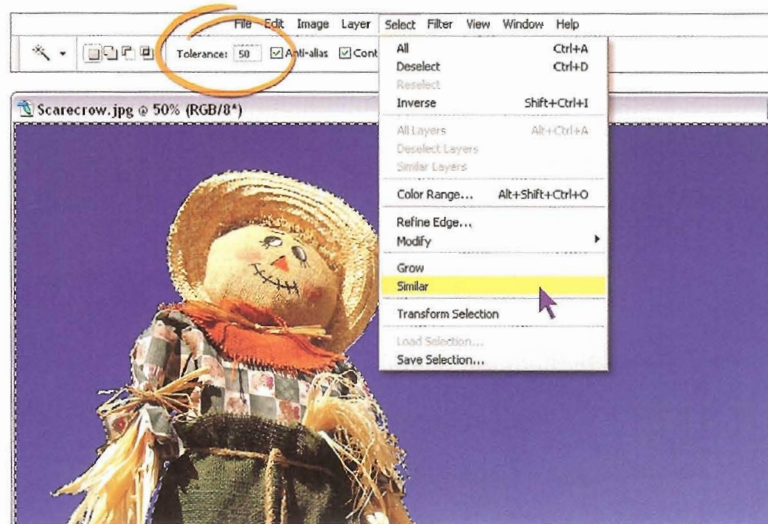 File Edit Image Layer Select Filter View Window Help
Tolerance: 50 Anti-alias Cont
Scarecrow.jpg @ 50% (RGB/8*)
All Ctrl+A
Deselect Ctrl+D
Reselect
Inverse Shift+Ctrl+I
All Layers Alt+Ctrl+A
Deselect Layers
Similar Layers
Color Range... Alt+Shift+Ctrl+O
Refine Edge...
Modify
Grow
Similar
Transform Selection
Load Selection...
Save Selection...